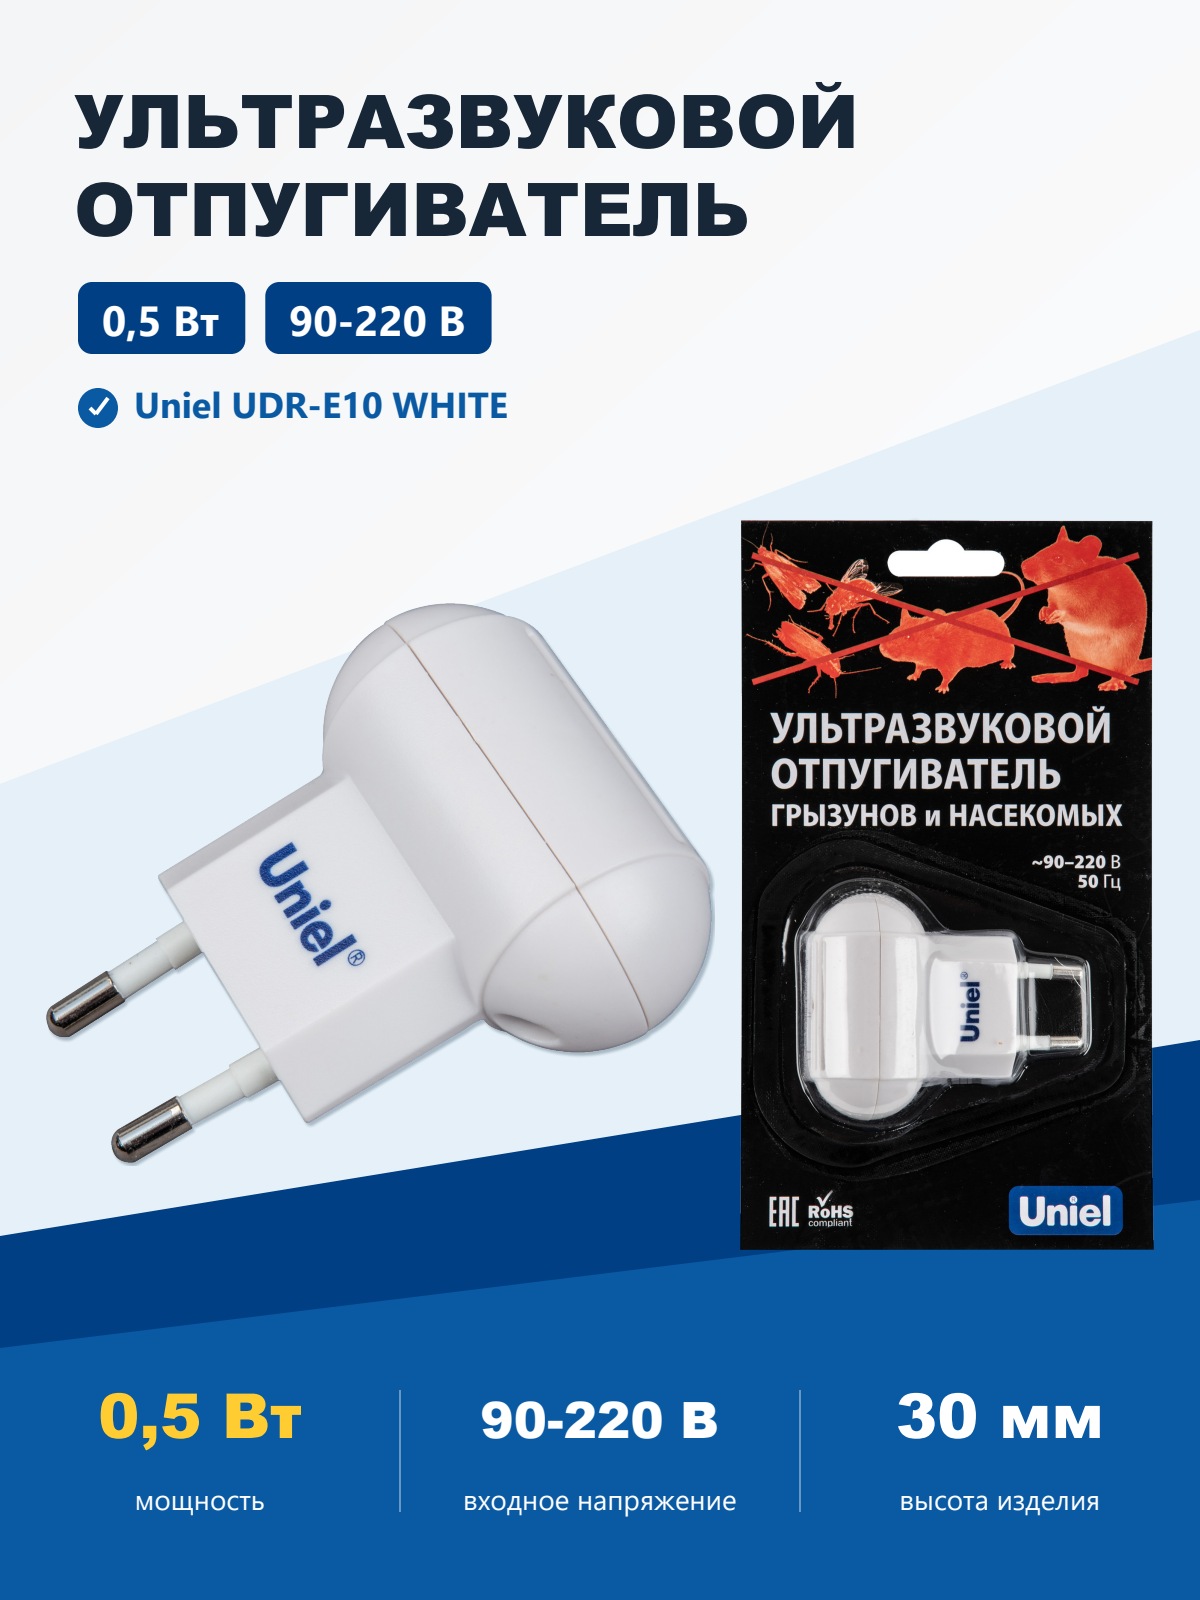 УЛЬТРАЗВУКОВОЙ
ОТПУГИВАТЕЛЬ
0,5 Вт
90-220 В
Uniel UDR-E10 WHITE
Uniel®
УЛЬТРАЗВУКОВОЙ
ОТПУГИВАТЕЛЬ
ГРЫЗУНОВ и НАСЕКОМЫХ
~90–220 В
50 Гц
Uniel®
EAC
RoHS
compliant
Uniel
0,5 Вт
мощность
90-220 В
входное напряжение
30 мм
высота изделия